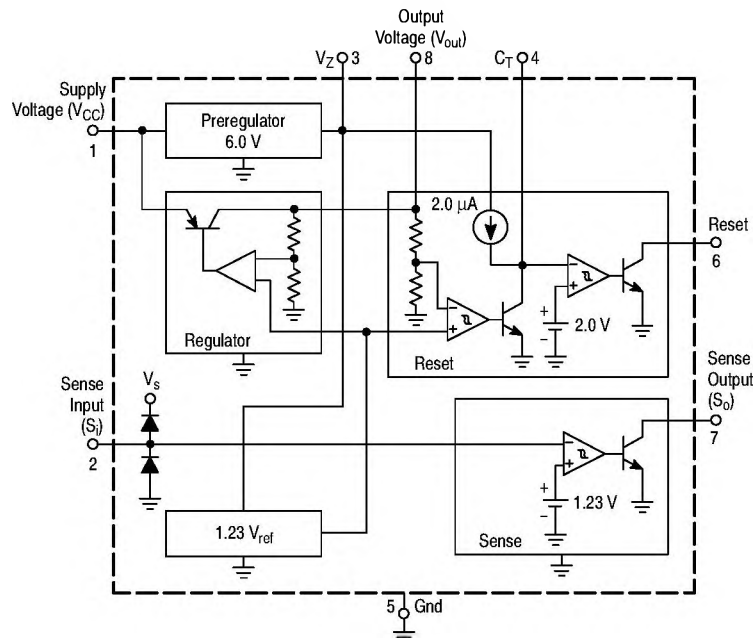 Output
Voltage (Vout)
VZ 3
8
CT 4
Supply
Voltage (VCC)
1
Preregulator
6.0 V
2.0 µA
Reset
6
-
+
-
+
+
-
2.0 V
Regulator
Reset
Sense
Input
(Si)
2
Vs
Sense
Output
(So)
7
-
+
+
-
1.23 V
1.23 Vref
Sense
5 Gnd